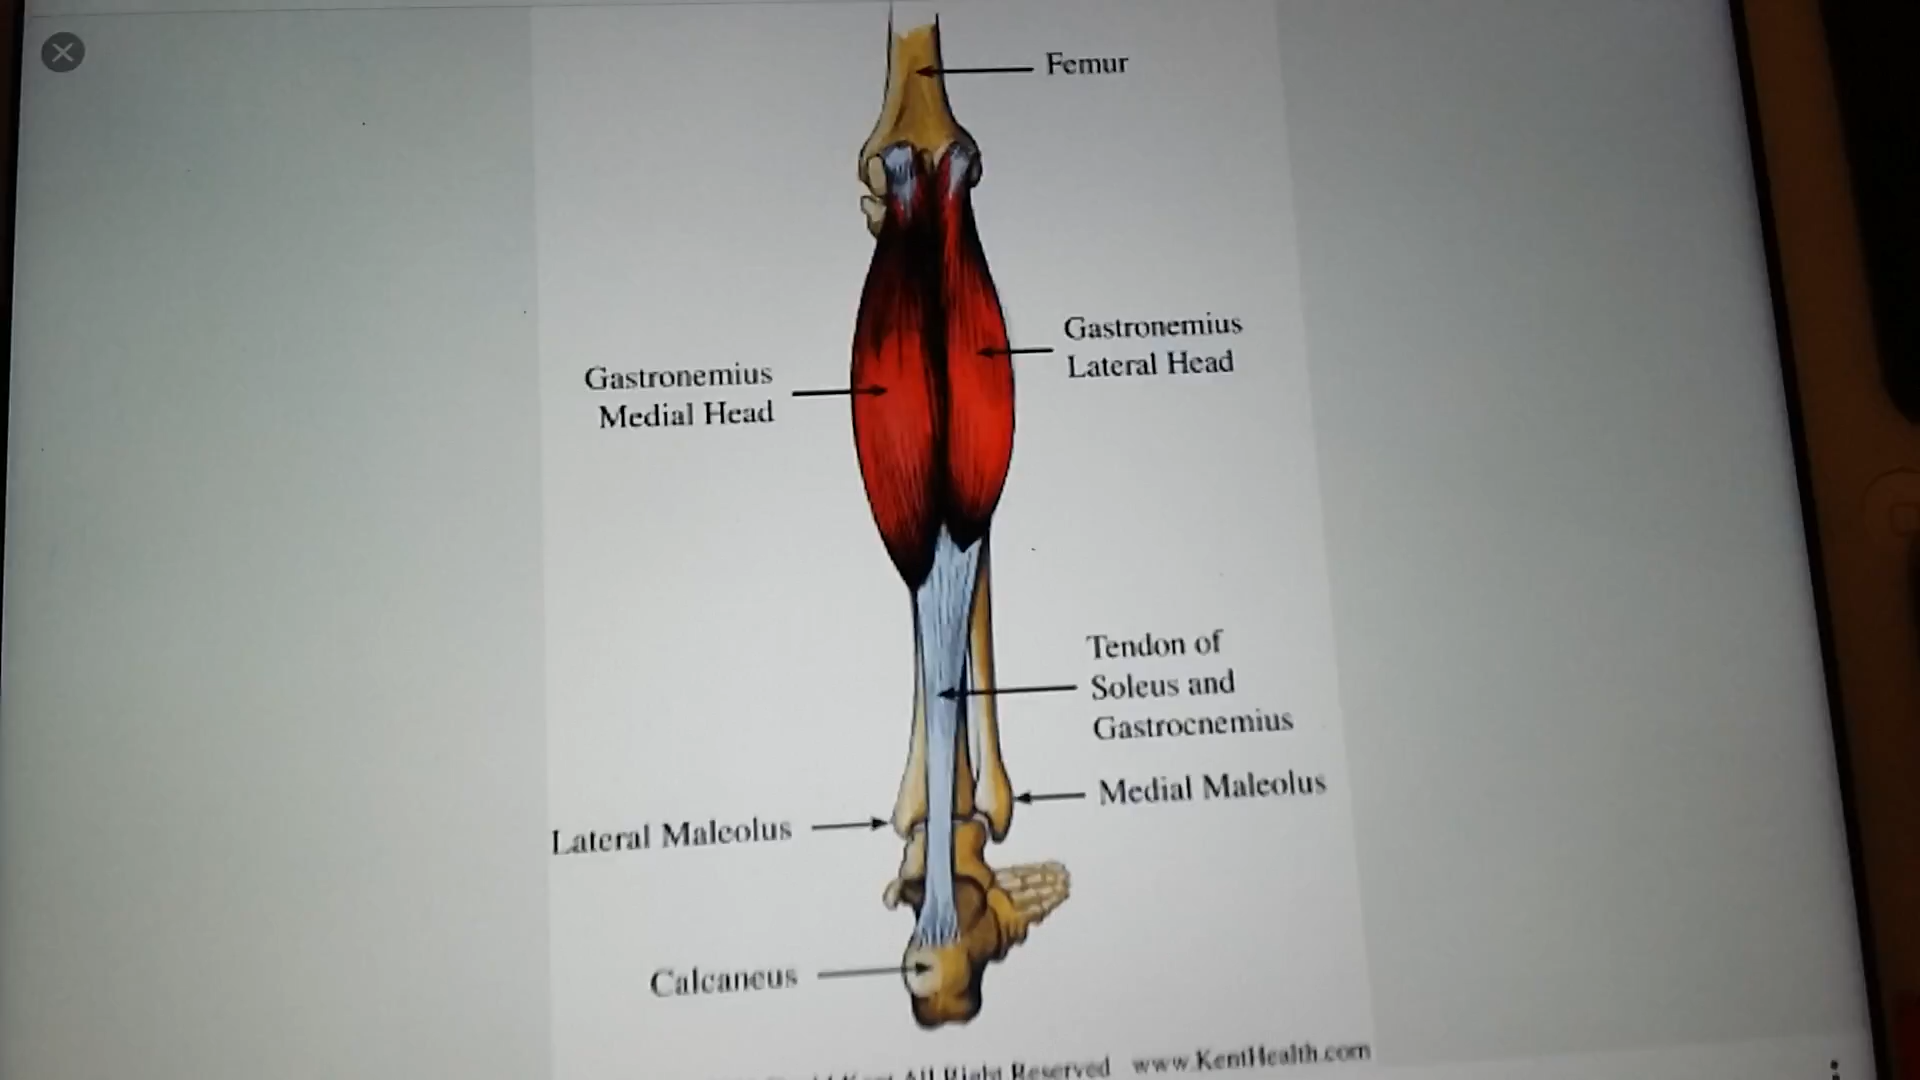 Femur
Gastronemius
Lateral Head
Gastronemius
Medial Head
Tendon of
Soleus and
Gastrocnemius
Medial Maleolus
Lateral Maleolus
Calcaneus
All Right Reserved www.KentHealth.com